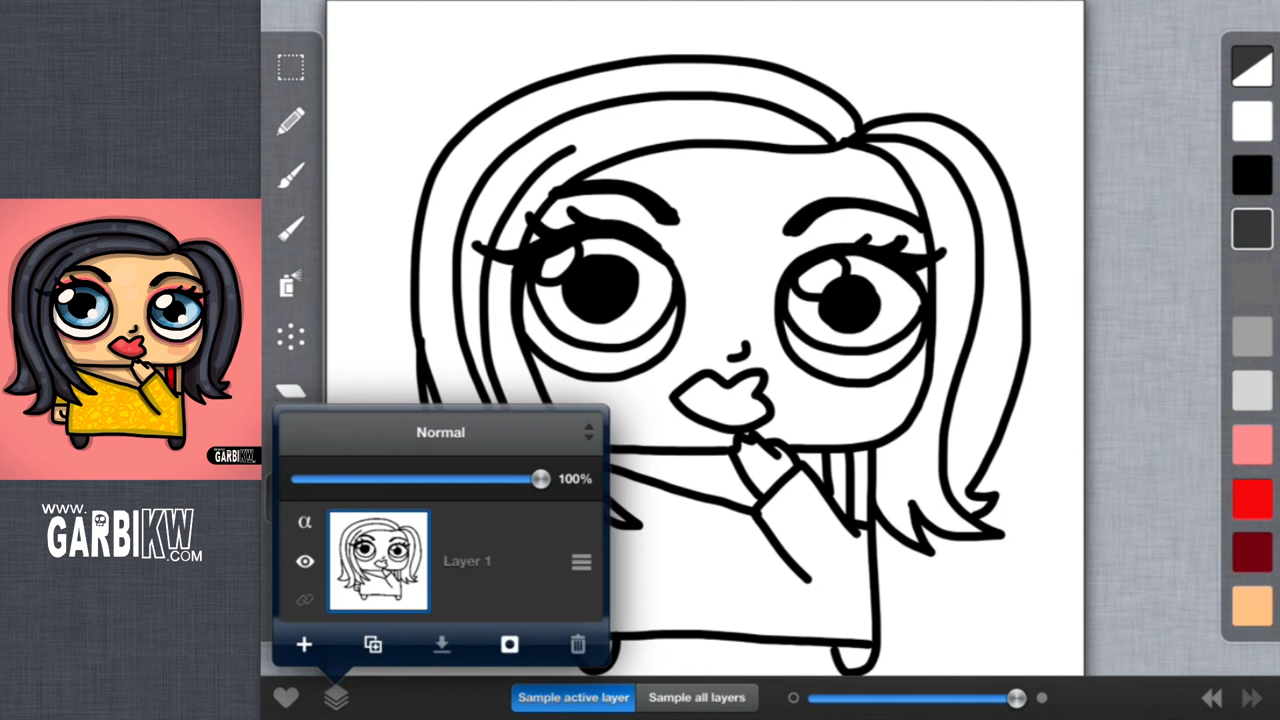 GARBIKW
WWW.
GARBIKW
.COM
Normal
100%
α
Layer 1
Sample active layer
Sample all layers